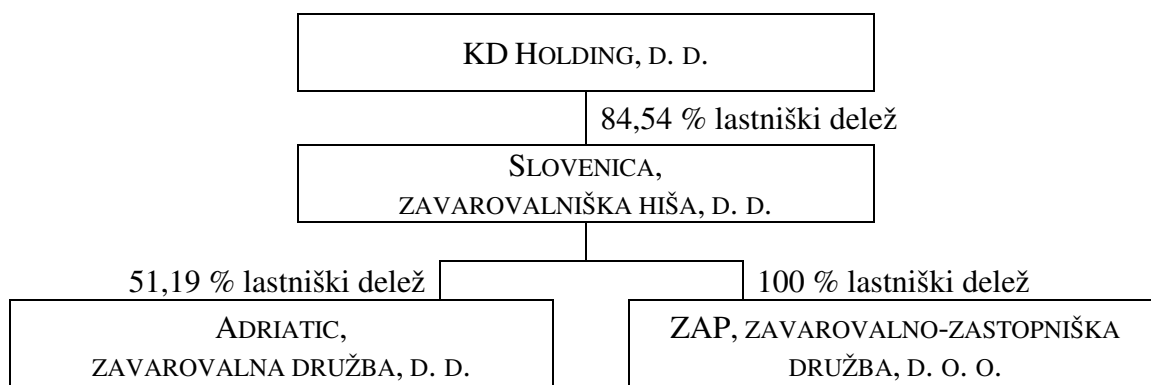 KD HOLDING, D. D.
84,54 % lastniški delež
SLOVENICA,
ZAVAROVALNIŠKA HIŠA, D. D.
51,19 % lastniški delež
100 % lastniški delež
ADRIATIC,
ZAVAROVALNA DRUŽBA, D. D.
ZAP, ZAVAROVALNO-ZASTOPNIŠKA
DRUŽBA, D. O. O.